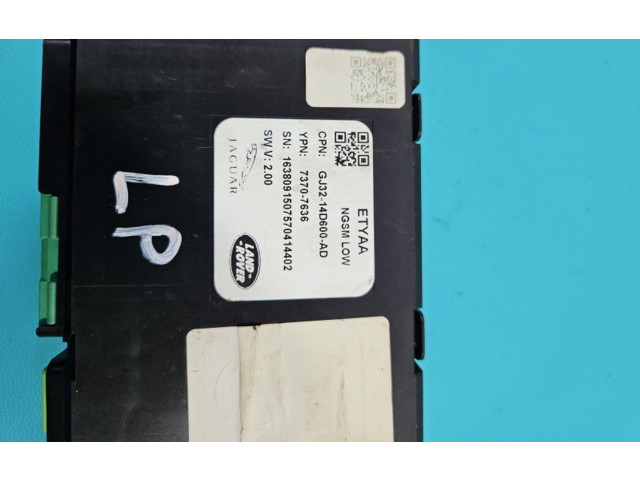 ETYAA
NGSM LOW
CPN: GJ32-14D600-AD
YPN: 7370-7636
SN: 16380915075704144​02
SW.V: 2.00
JAGUAR
LAND-
-ROVER
LP